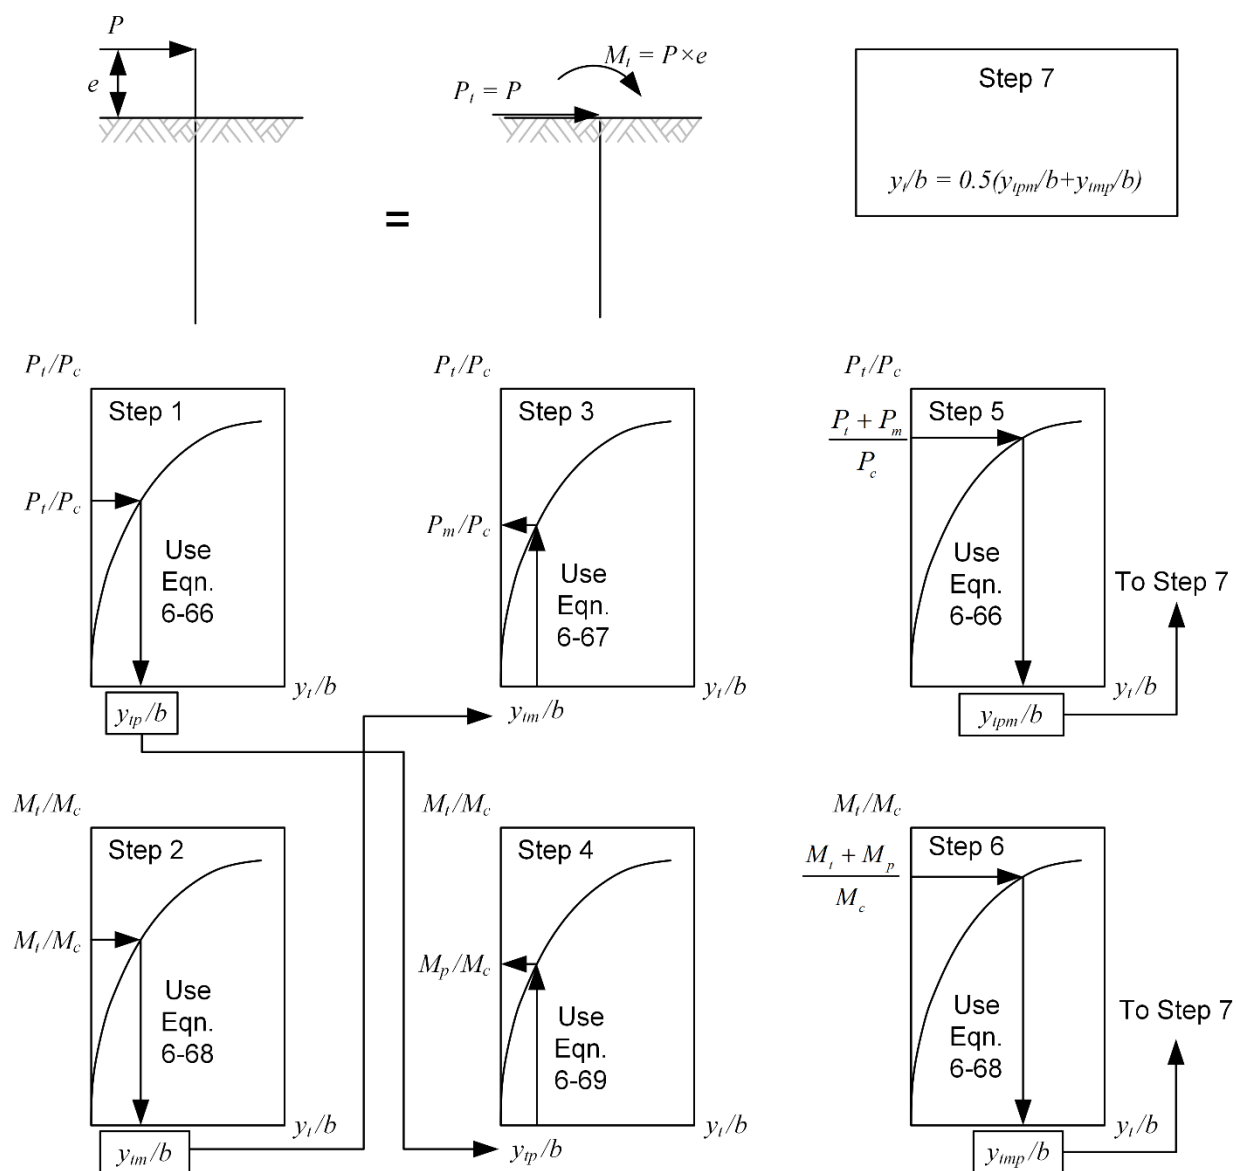 P
e
P_t = P
M_t = P×e
=
Step 7
y_t/b = 0.5(y_tpm/b+y_tmp/b)
P_t/P_c
Step 1
P_t/P_c
Use
Eqn.
6-66
y_t/b
y_tp/b
P_t/P_c
Step 3
P_m/P_c
Use
Eqn.
6-67
y_t/b
y_tm/b
P_t/P_c
Step 5
P_t + P_m
P_c
Use
Eqn.
6-66
To Step 7
y_t/b
y_tpm/b
M_t/M_c
Step 2
M_t/M_c
Use
Eqn.
6-68
y_t/b
y_tm/b
M_t/M_c
Step 4
M_p/M_c
Use
Eqn.
6-69
y_t/b
y_tp/b
M_t/M_c
Step 6
M_t + M_p
M_c
Use
Eqn.
6-68
To Step 7
y_t/b
y_tmp/b